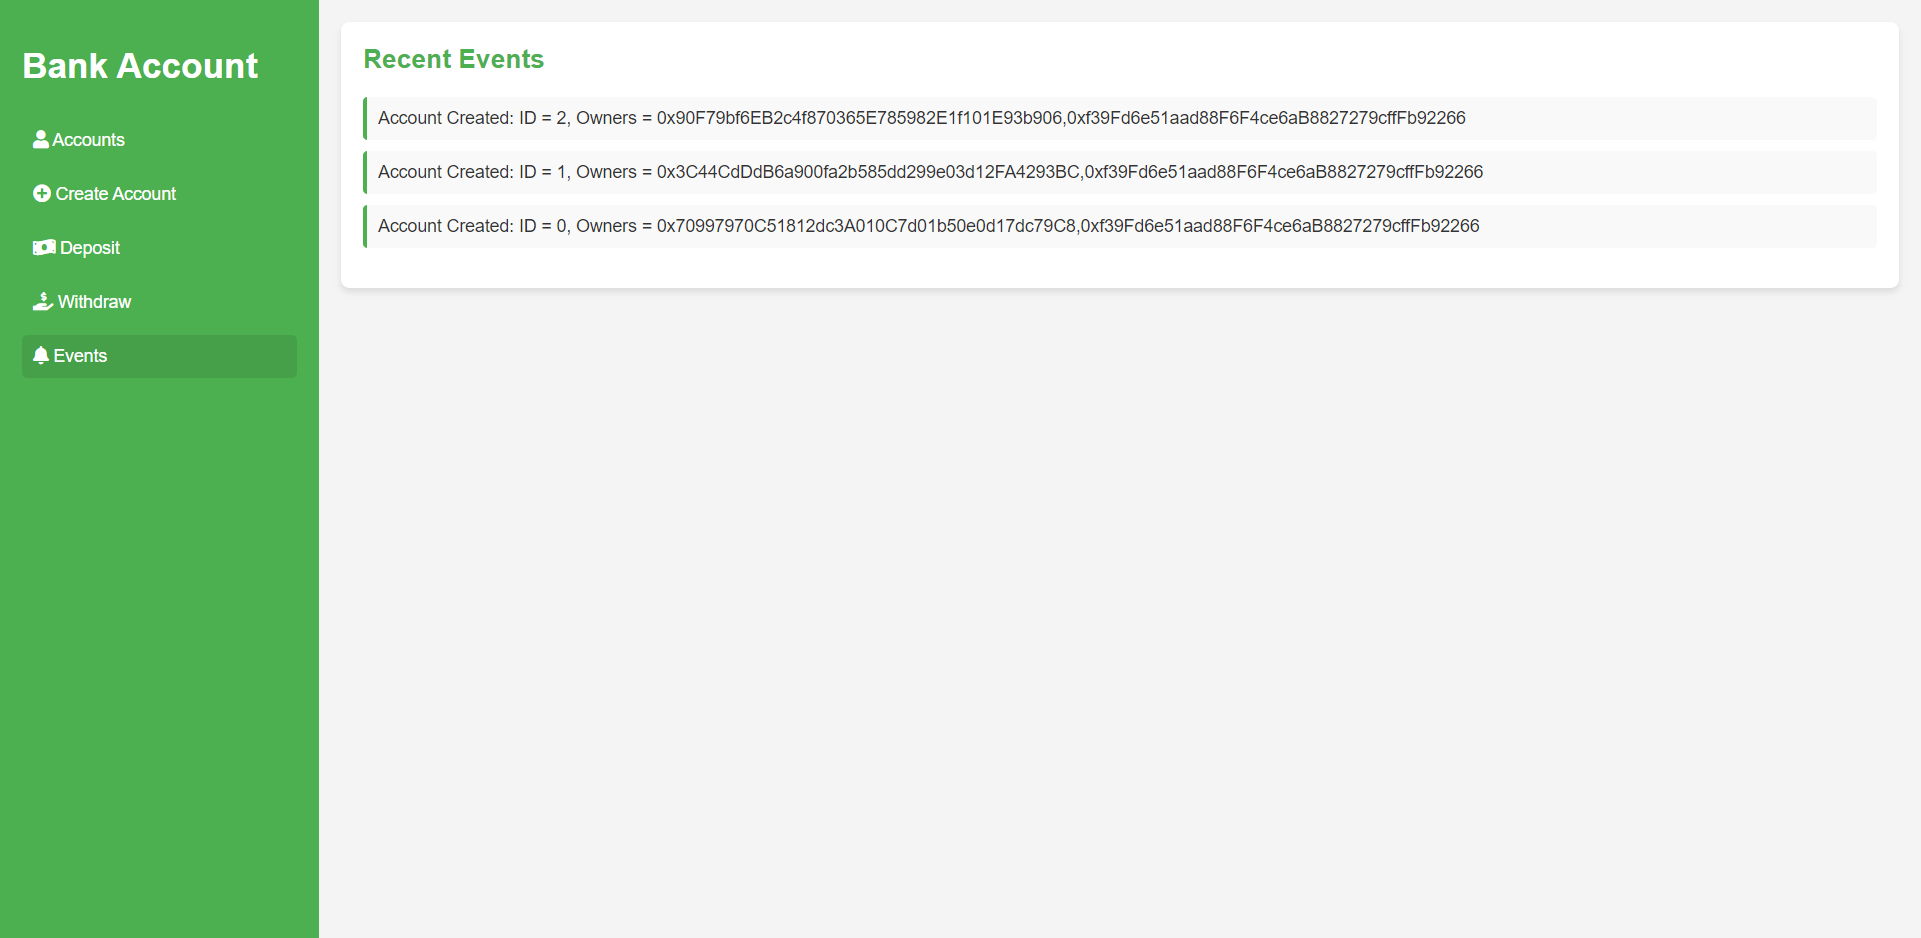 Bank Account
Accounts
Create Account
Deposit
Withdraw
Events
Recent Events
Account Created: ID = 2, Owners = 0x90F79bf6EB2c4f870365E785982E1f101E93b906,0xf39Fd6e51aad88F6F4ce6aB8827279cffFb92266
Account Created: ID = 1, Owners = 0x3C44CdDdB6a900fa2b585dd299e03d12FA4293BC,0xf39Fd6e51aad88F6F4ce6aB8827279cffFb92266
Account Created: ID = 0, Owners = 0x70997970C51812dc3A010C7d01b50e0d17dc79C8,0xf39Fd6e51aad88F6F4ce6aB8827279cffFb92266